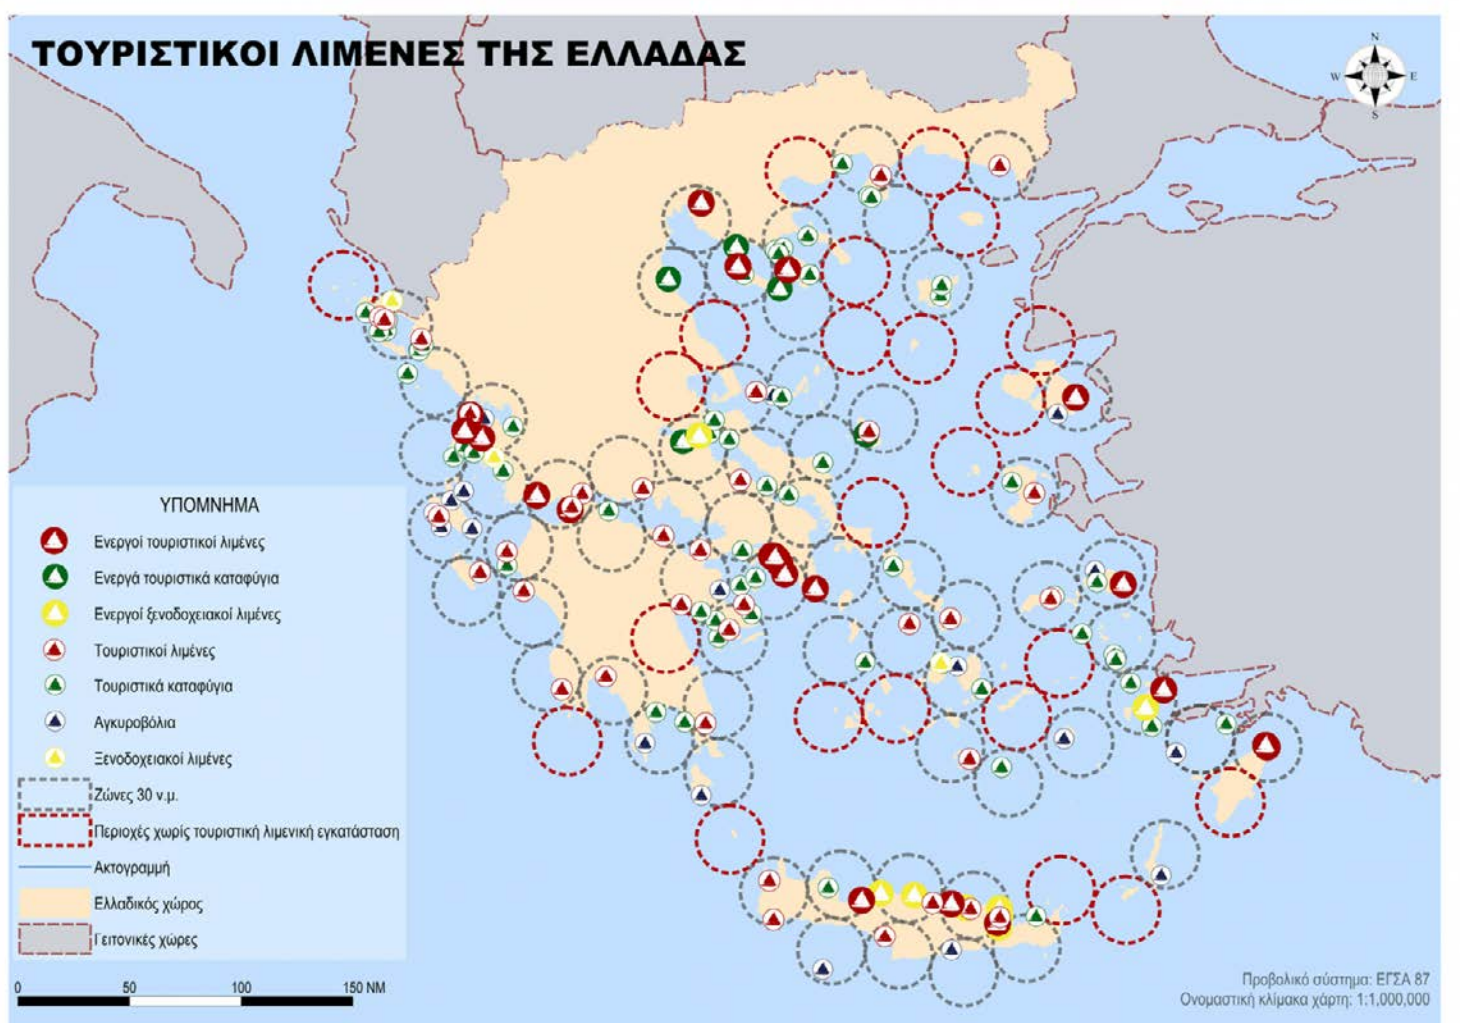 ΤΟΥΡΙΣΤΙΚΟΙ ΛΙΜΕΝΕΣ ΤΗΣ ΕΛΛΑΔΑΣ
N
W E
S
ΥΠΟΜΝΗΜΑ
Ενεργοί τουριστικοί λιμένες
Ενεργά τουριστικά καταφύγια
Ενεργοί ξενοδοχειακοί λιμένες
Τουριστικοί λιμένες
Τουριστικά καταφύγια
Αγκυροβόλια
Ξενοδοχειακοί λιμένες
Ζώνες 30 ν.μ.
Περιοχές χωρίς τουριστική λιμενική εγκατάσταση
Ακτογραμμή
Ελλαδικός χώρος
Γειτονικές χώρες
0 50 100 150 NM
Προβολικό σύστημα: ΕΓΣΑ 87
Ονομαστική κλίμακα χάρτη: 1:1,000,000